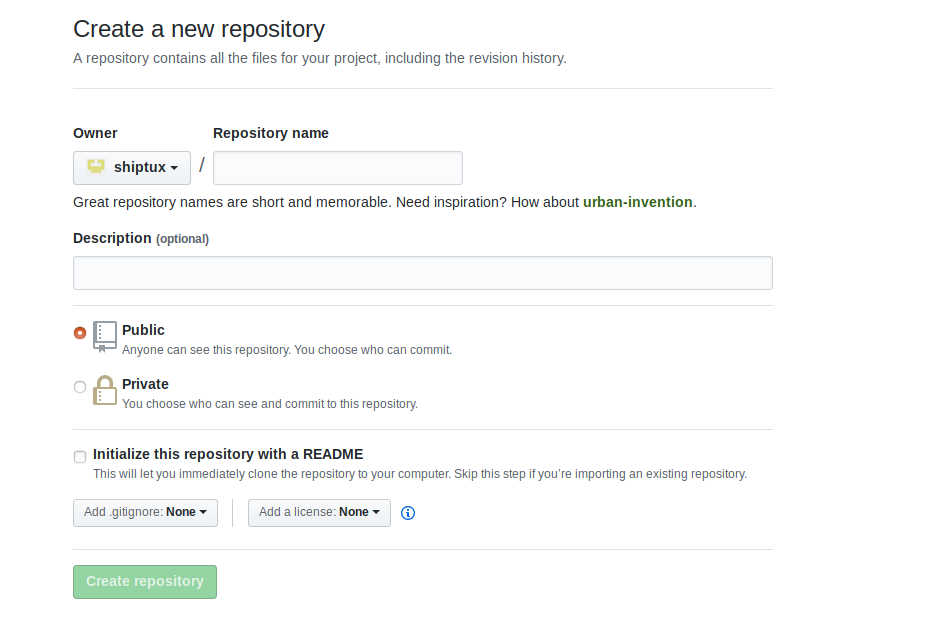 Create a new repository
A repository contains all the files for your project, including the revision history.
Owner
Repository name
shiptux
/
Great repository names are short and memorable. Need inspiration? How about urban-invention.
Description (optional)
Public
Anyone can see this repository. You choose who can commit.
Private
You choose who can see and commit to this repository.
Initialize this repository with a README
This will let you immediately clone the repository to your computer. Skip this step if you’re importing an existing repository.
Add .gitignore: None
Add a license: None
Create repository